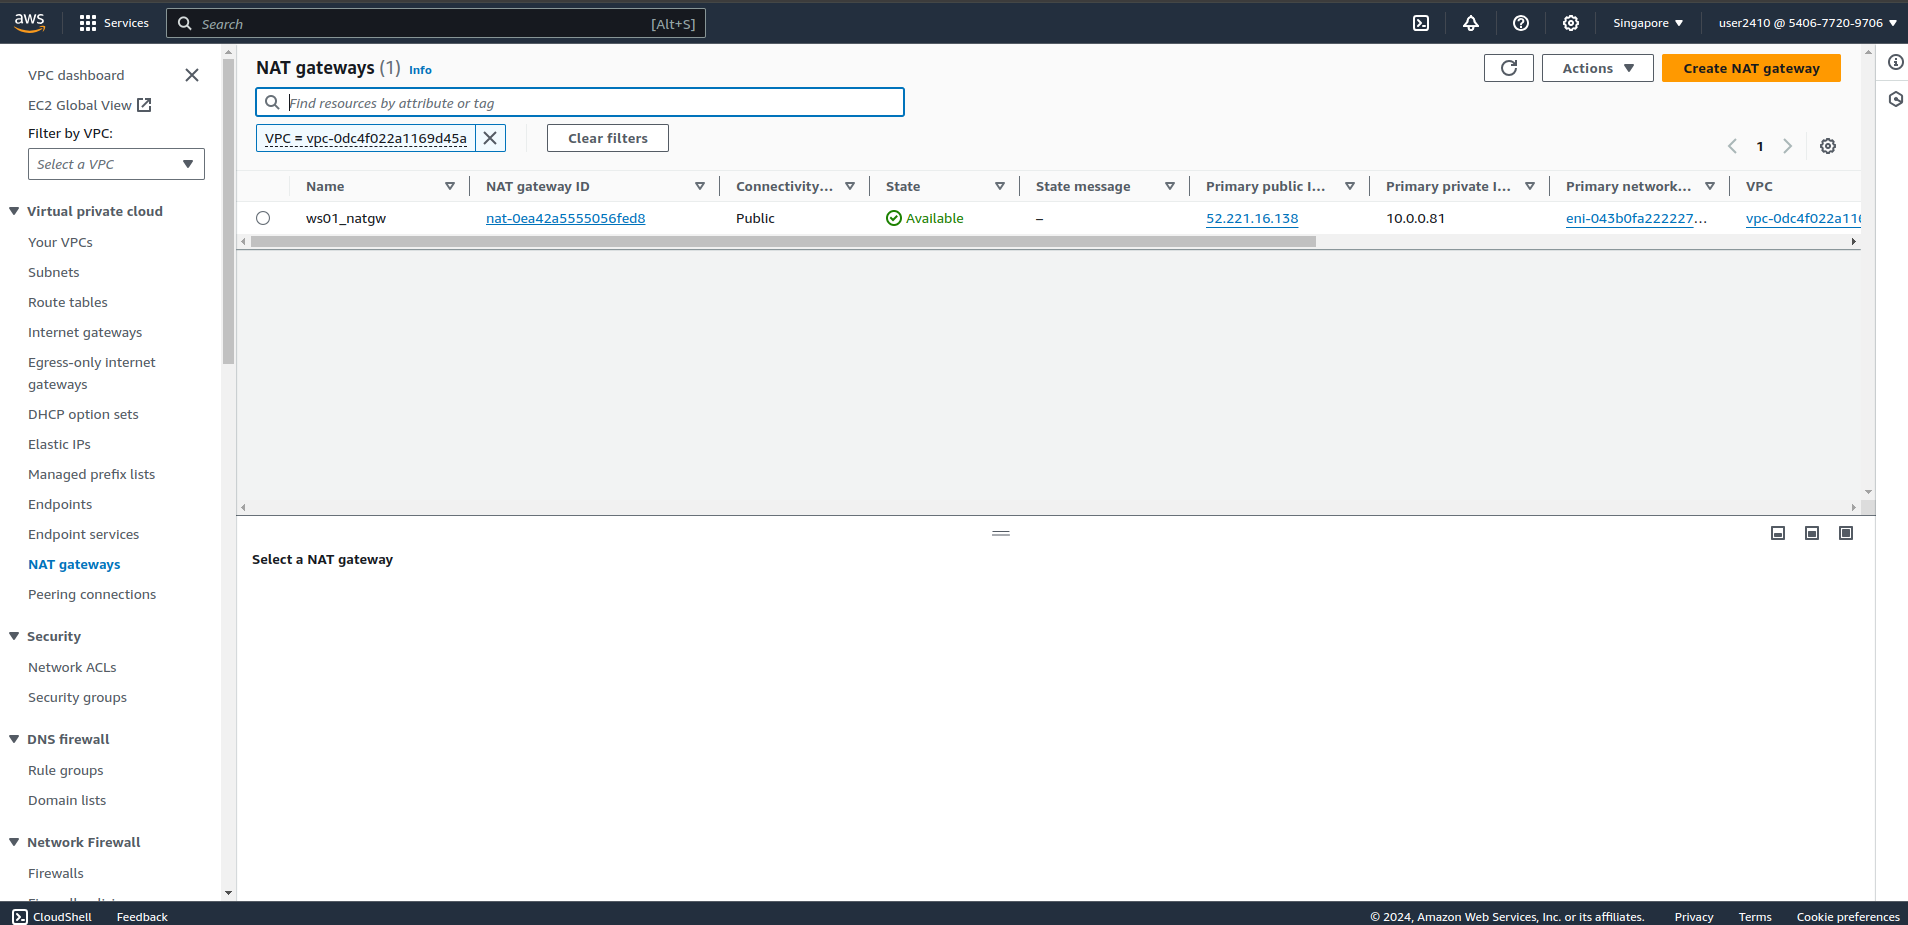 aws
Services
Search
[Alt+S]
Singapore
user2410 @ 5406-7720-9706
VPC dashboard
EC2 Global View
Filter by VPC:
Select a VPC
Virtual private cloud
Your VPCs
Subnets
Route tables
Internet gateways
Egress-only internet
gateways
DHCP option sets
Elastic IPs
Managed prefix lists
Endpoints
Endpoint services
NAT gateways
Peering connections
Security
Network ACLs
Security groups
DNS firewall
Rule groups
Domain lists
Network Firewall
Firewalls
NAT gateways (1) Info
Actions
Create NAT gateway
Find resources by attribute or tag
VPC = vpc-0dc4f022a1169d45a
Clear filters
1
Name NAT gateway ID Connectivity... State State message Primary public I... Primary private I... Primary network... VPC
ws01_natgw nat-0ea42a5555056fed8 Public Available – 52.221.16.138 10.0.0.81 eni-043b0fa222227... vpc-0dc4f022a116
Select a NAT gateway
CloudShell Feedback © 2024, Amazon Web Services, Inc. or its affiliates. Privacy Terms Cookie preferences